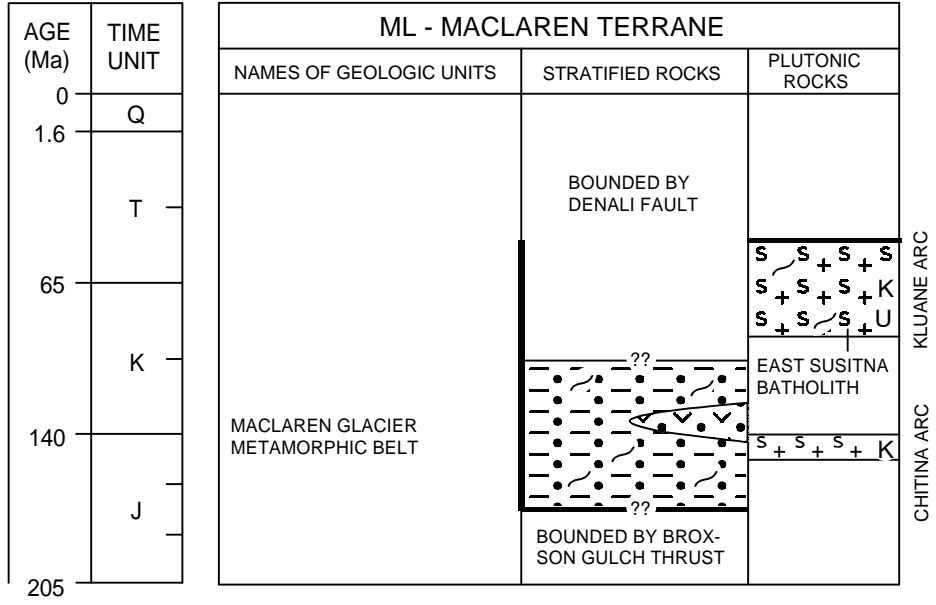 AGE
(Ma)
TIME
UNIT
ML - MACLAREN TERRANE
NAMES OF GEOLOGIC UNITS
STRATIFIED ROCKS
PLUTONIC
ROCKS
0
Q
1.6
T
BOUNDED BY
DENALI FAULT
S S S S
+ + +
65
S S S K
+ + +
S S S U
+ +
KLUANE ARC
K
??
EAST SUSITNA
BATHOLITH
MACLAREN GLACIER
METAMORPHIC BELT
140
S + S + S + K
CHITINA ARC
J
??
BOUNDED BY BROX-
SON GULCH THRUST
205